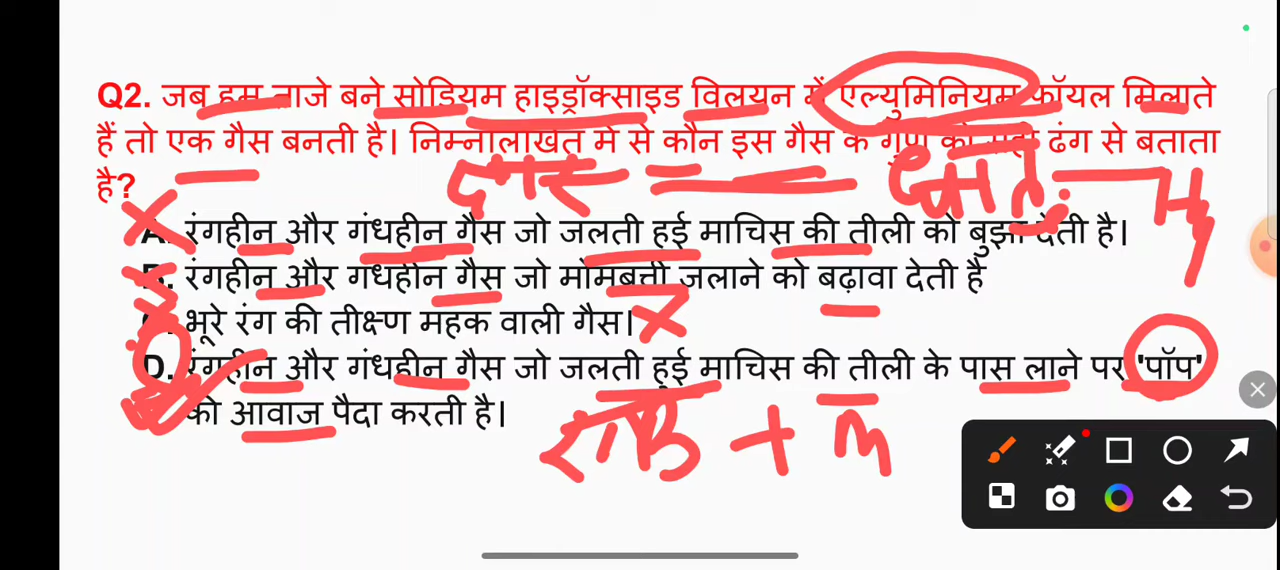 Q2. जब हम ताजे बने सोडियम हाइड्रॉक्साइड विलयन में एल्युमिनियम फॉयल मिलाते
हैं तो एक गैस बनती है। निम्नलिखित में से कौन इस गैस के गुण को सही ढंग से बताता
है?
A. रंगहीन और गंधहीन गैस जो जलती हुई माचिस की तीली को बुझा देती है।
B. रंगहीन और गंधहीन गैस जो मोमबत्ती जलाने को बढ़ावा देती है
C. भूरे रंग की तीक्ष्ण महक वाली गैस।
D. रंगहीन और गंधहीन गैस जो जलती हुई माचिस की तीली के पास लाने पर 'पॉप'
की आवाज पैदा करती है।